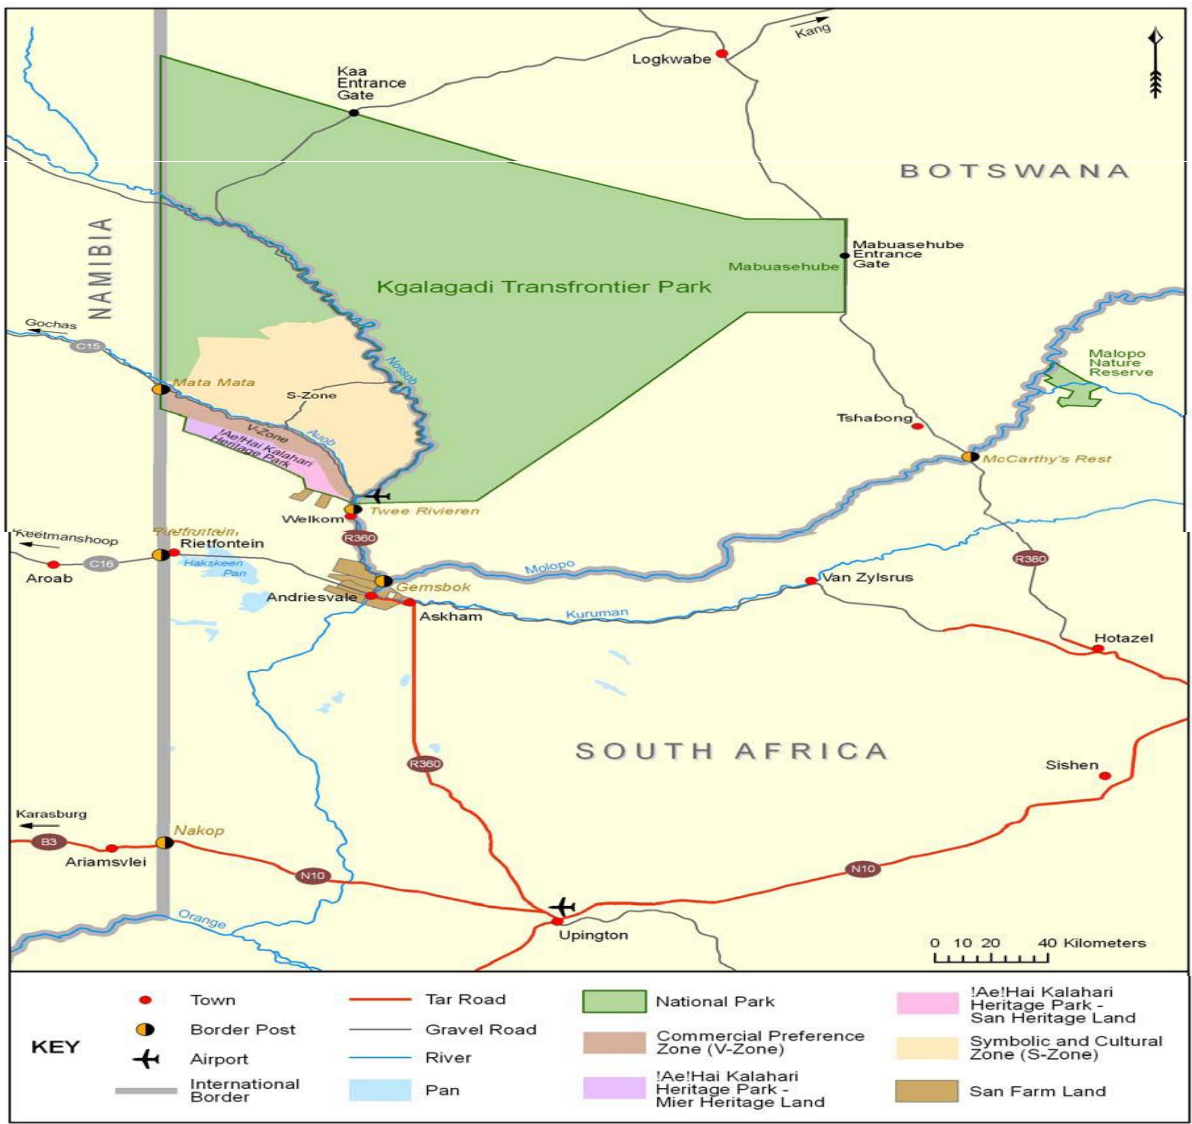 Kang
Logkwabe
Kaa
Entrance
Gate
BOTSWANA
NAMIBIA
Mabuasehube
Entrance
Gate
Mabuasehube
Kgalagadi Transfrontier Park
Gochas
C15
Nossob
Malopo
Nature
Reserve
Mata Mata
S-Zone
Tshabong
V-Zone
Auob
!Ae!Hai Kalahari
Heritage Park
McCarthy's Rest
Twee Rivieren
Welkom
R360
Keetmanshoop
Rietfontein
Rietfontein
C16
Aroab
Hakskeen
Pan
Molopo
R380
Gemsbok
Van Zylsrus
Andriesvale
Askham
Kuruman
Hotazel
SOUTH AFRICA
R360
Sishen
Karasburg
Nakop
B3
Ariamsvlei
N10
N10
Orange
Upington
0 10 20 40 Kilometers
KEY
Town
Border Post
Airport
International
Border
Tar Road
Gravel Road
River
Pan
National Park
Commercial Preference
Zone (V-Zone)
!Ae!Hai Kalahari
Heritage Park -
Mier Heritage Land
!Ae!Hai Kalahari
Heritage Park -
San Heritage Land
Symbolic and Cultural
Zone (S-Zone)
San Farm Land